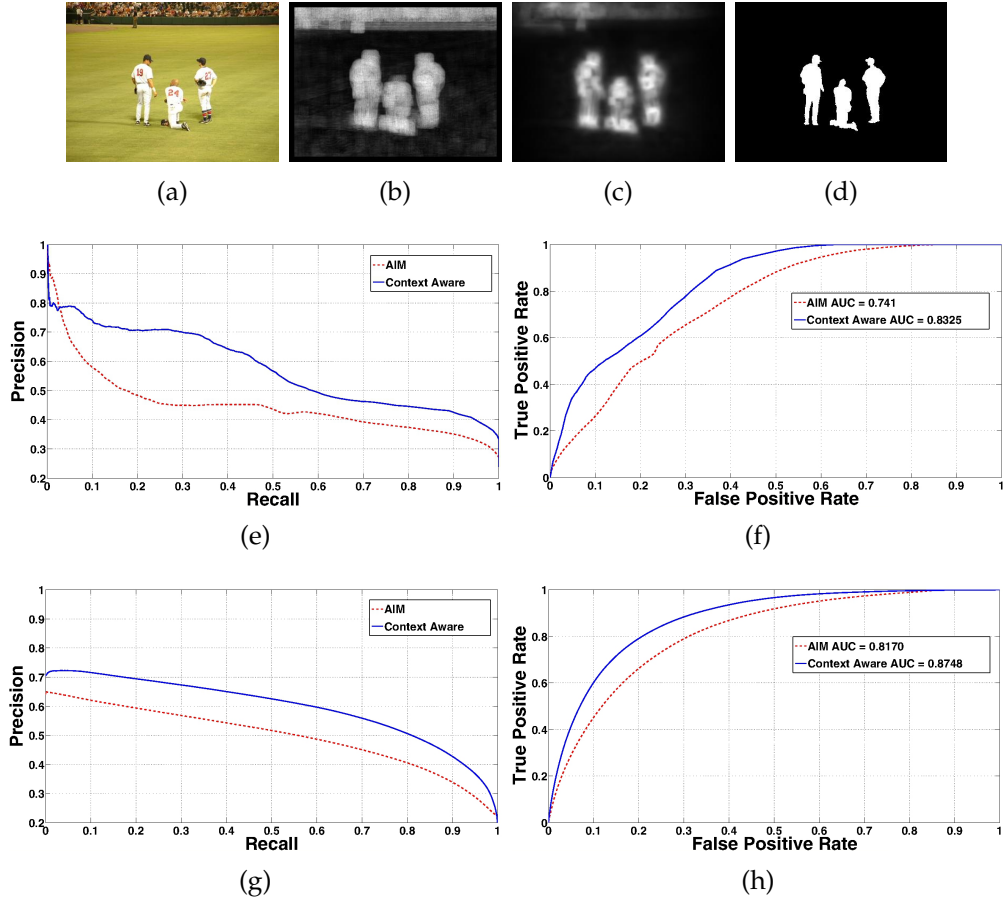 19
24
23
(a)
(b)
(c)
(d)
1
0.9
0.8
0.7
0.6
0.5
0.4
0.3
0.2
Precision
0.1 0.2 0.3 0.4 0.5 0.6 0.7 0.8 0.9 1
0
Recall
AIM
Context Aware
(e)
1
0.8
0.6
0.4
0.2
0
True Positive Rate
0 0.1 0.2 0.3 0.4 0.5 0.6 0.7 0.8 0.9 1
False Positive Rate
AIM AUC = 0.741
Context Aware AUC = 0.8325
(f)
1
0.9
0.8
0.7
0.6
0.5
0.4
0.3
0.2
Precision
0 0.1 0.2 0.3 0.4 0.5 0.6 0.7 0.8 0.9 1
Recall
AIM
Context Aware
(g)
1
0.8
0.6
0.4
0.2
0
True Positive Rate
0 0.1 0.2 0.3 0.4 0.5 0.6 0.7 0.8 0.9 1
False Positive Rate
AIM AUC = 0.8170
Context Aware AUC = 0.8748
(h)